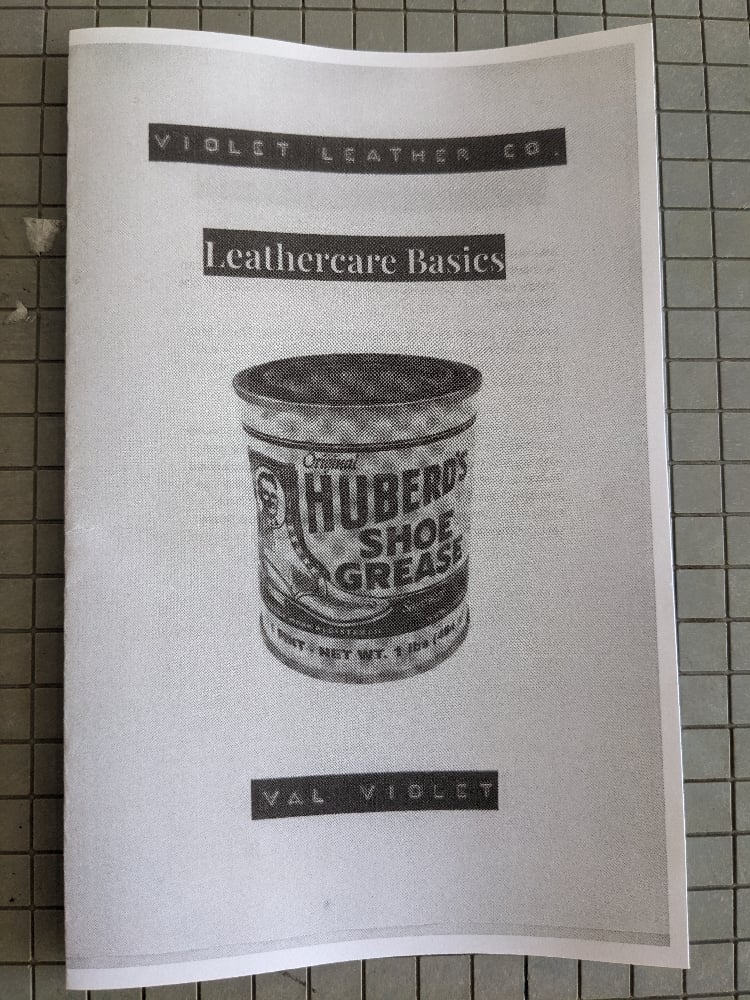 VIOLET LEATHER CO.
Leathercare Basics
Original
HUBERD'S
SHOE
GREASE
1 PINT · NET WT. 1 lbs
VAL VIOLET